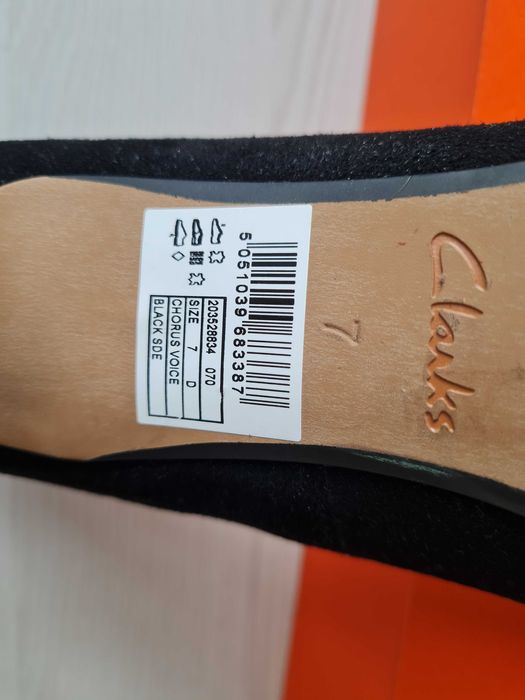 Clarks
7
5 051039 683387
203528834 070
SIZE 7 D
CHORUS VOICE
BLACK SDE